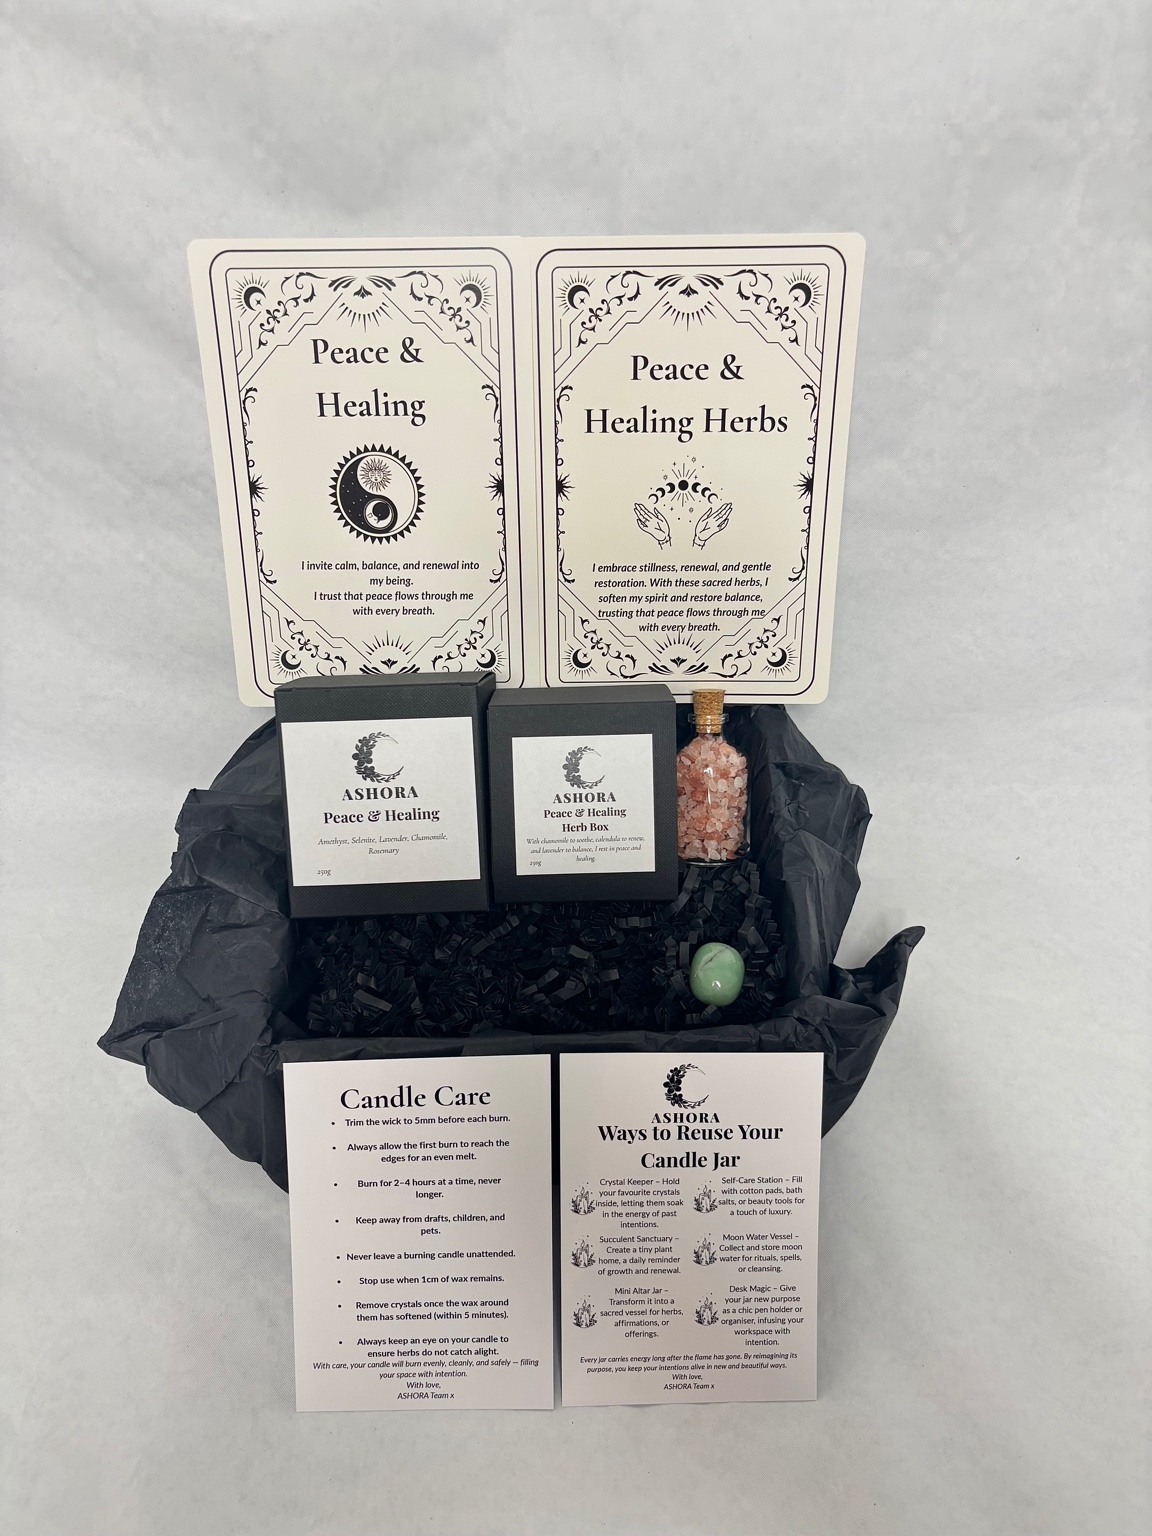 Peace &
Healing
I invite calm, balance, and renewal into
my being.
I trust that peace flows through me
with every breath.
Peace &
Healing Herbs
I embrace stillness, renewal, and gentle
restoration. With these sacred herbs, I
soften my spirit and restore balance,
trusting that peace flows through me
with every breath.
ASHORA
Peace & Healing
Amethyst, Selenite, Lavender, Chamomile,
Rosemary
250g
ASHORA
Peace & Healing
Herb Box
With chamomile to soothe, calendula to renew,
and lavender to balance, I rest in peace and
healing.
250g
Candle Care
• Trim the wick to 5mm before each burn.
• Always allow the first burn to reach the
edges for an even melt.
• Burn for 2–4 hours at a time, never
longer.
• Keep away from drafts, children, and
pets.
• Never leave a burning candle unattended.
• Stop use when 1cm of wax remains.
• Remove crystals once the wax around
them has softened (within 5 minutes).
• Always keep an eye on your candle to
ensure herbs do not catch alight.
With care, your candle will burn evenly, cleanly, and safely — filling
your space with intention.
With love,
ASHORA Team x
ASHORA
Ways to Reuse Your
Candle Jar
Crystal Keeper – Hold
your favourite crystals
inside, letting them soak
in the energy of past
intentions.
Self-Care Station – Fill
with cotton pads, bath
salts, or beauty tools for
a touch of luxury.
Succulent Sanctuary –
Create a tiny plant
home, a daily reminder
of growth and renewal.
Moon Water Vessel –
Collect and store moon
water for rituals, spells,
or cleansing.
Mini Altar Jar –
Transform it into a
sacred vessel for herbs,
affirmations, or
offerings.
Desk Magic – Give
your jar new purpose
as a chic pen holder or
organiser, infusing your
workspace with
intention.
Every jar carries energy long after the flame has gone. By reimagining its
purpose, you keep your intentions alive in new and beautiful ways.
With love,
ASHORA Team x